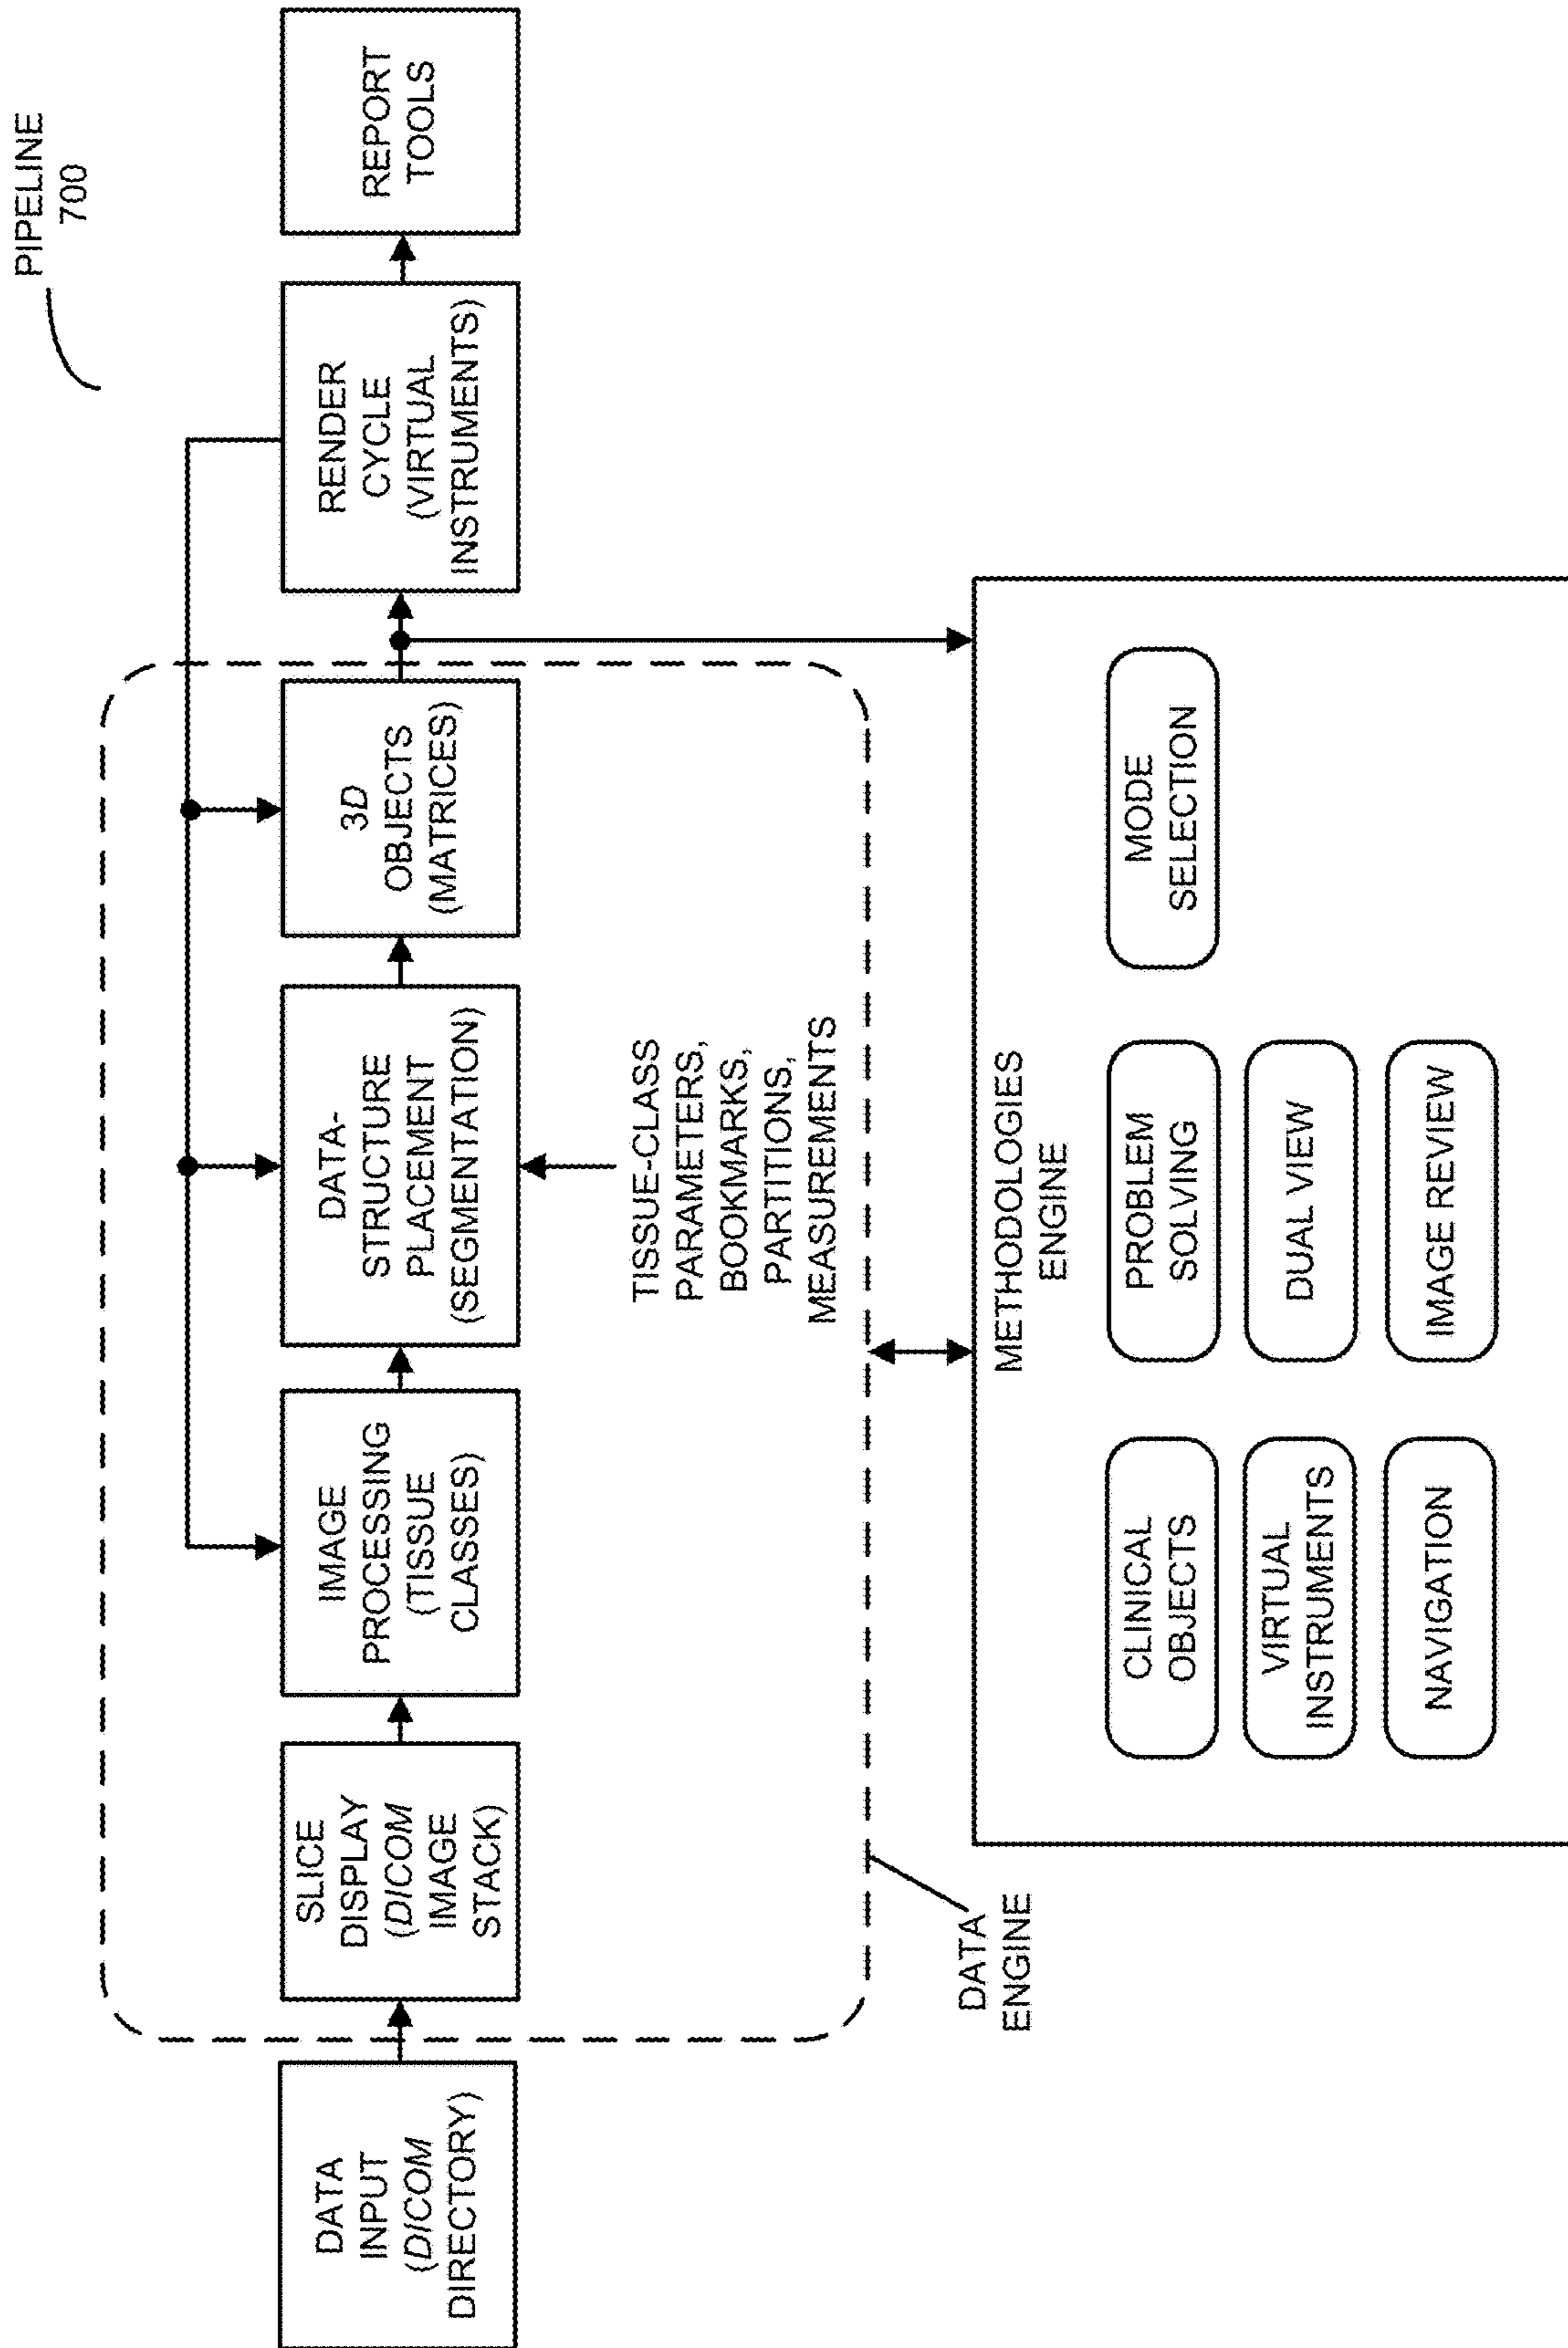 PIPELINE
700
DATA
INPUT
(DICOM
DIRECTORY)
SLICE
DISPLAY
(DICOM
IMAGE
STACK)
IMAGE
PROCESSING
(TISSUE
CLASSES)
DATA-
STRUCTURE
PLACEMENT
(SEGMENTATION)
3D
OBJECTS
(MATRICES)
RENDER
CYCLE
(VIRTUAL
INSTRUMENTS)
REPORT
TOOLS
TISSUE-CLASS
PARAMETERS,
BOOKMARKS,
PARTITIONS,
MEASUREMENTS
DATA
ENGINE
METHODOLOGIES
ENGINE
CLINICAL
OBJECTS
PROBLEM
SOLVING
MODE
SELECTION
VIRTUAL
INSTRUMENTS
DUAL VIEW
NAVIGATION
IMAGE REVIEW